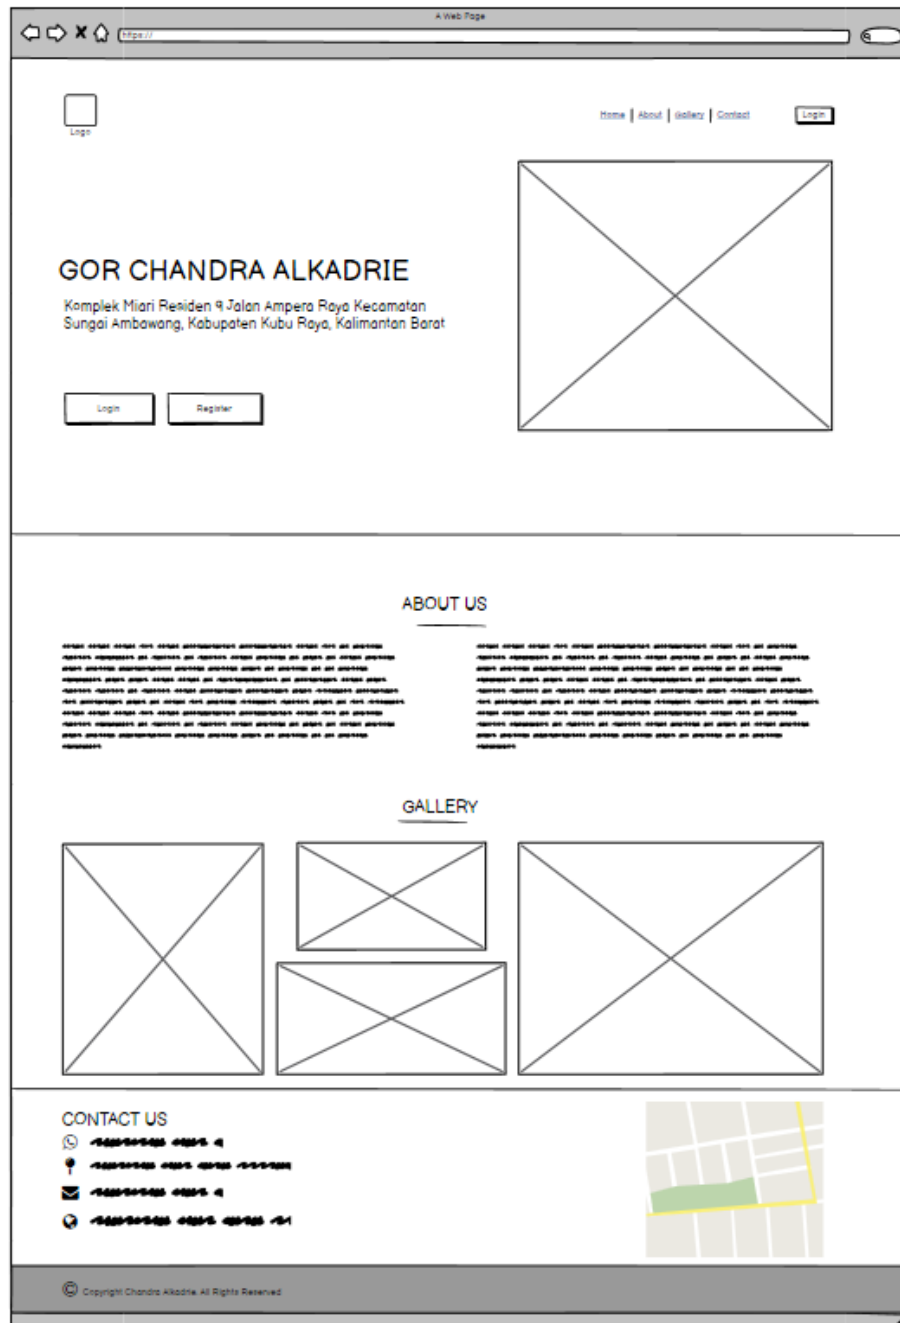 A Web Page
https://
Logo
Home | About | Gallery | Contact
Login
GOR CHANDRA ALKADRIE
Komplek Miari Residen 9 Jalan Ampera Raya Kecamatan
Sungai Ambawang, Kabupaten Kubu Raya, Kalimantan Barat
Login
Register
ABOUT US
GALLERY
CONTACT US
© Copyright Chandra Alkadrie. All Rights Reserved